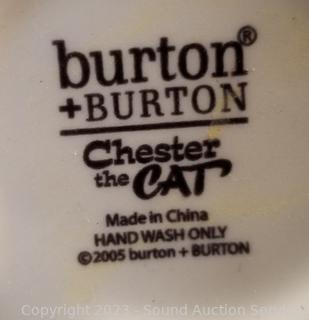 burton®
+BURTON
Chester
the CAT
Made in China
HAND WASH ONLY
©2005 burton + BURTON
Copyright 2023 - Sound Auction Service